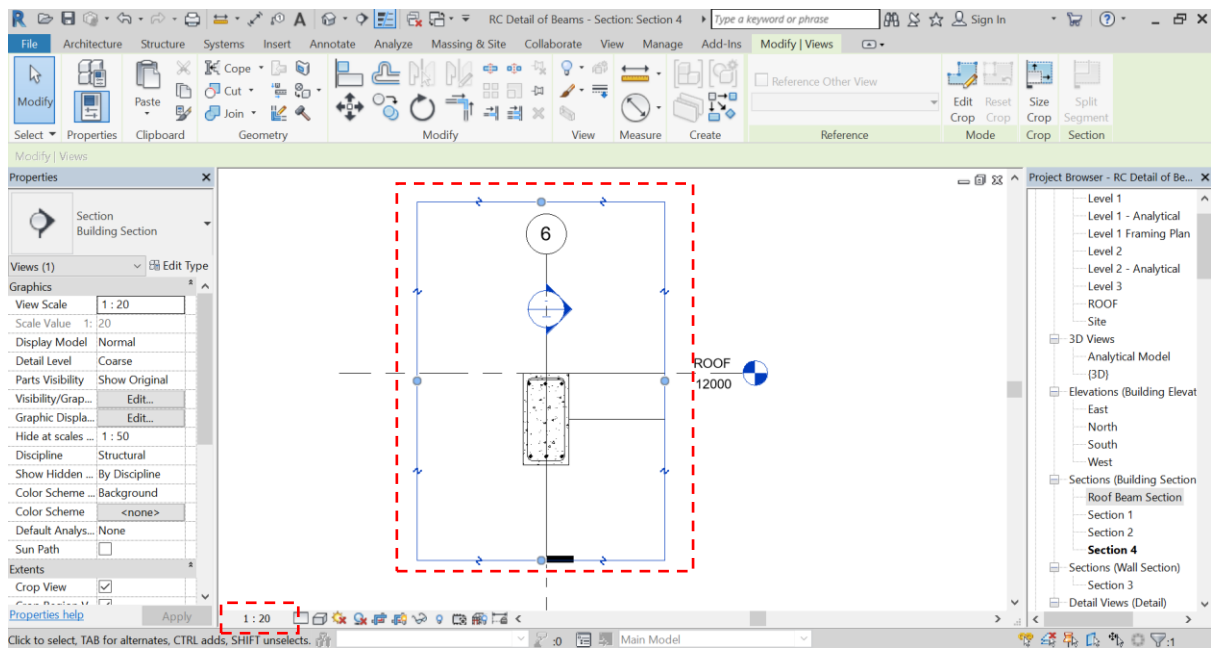 RC Detail of Beams - Section: Section 4
Type a keyword or phrase
Sign In
File Architecture Structure Systems Insert Annotate Analyze Massing & Site Collaborate View Manage Add-Ins Modify | Views
Modify
Paste
Cope
Cut
Join
Reference Other View
Edit Crop
Reset Crop
Size Crop
Split Segment
Select Properties Clipboard Geometry Modify View Measure Create Reference Mode Crop Section
Modify | Views
Properties
Section
Building Section
Views (1) Edit Type
Graphics
View Scale 1 : 20
Scale Value 1: 20
Display Model Normal
Detail Level Coarse
Parts Visibility Show Original
Visibility/Grap... Edit...
Graphic Displa... Edit...
Hide at scales ... 1 : 50
Discipline Structural
Show Hidden ... By Discipline
Color Scheme ... Background
Color Scheme <none>
Default Analys... None
Sun Path
Extents
Crop View
Properties help Apply
6
1
ROOF
12000
1 : 20
Project Browser - RC Detail of Be...
Level 1
Level 1 - Analytical
Level 1 Framing Plan
Level 2
Level 2 - Analytical
Level 3
ROOF
Site
3D Views
Analytical Model
{3D}
Elevations (Building Elevat
East
North
South
West
Sections (Building Section
Roof Beam Section
Section 1
Section 2
Section 4
Sections (Wall Section)
Section 3
Detail Views (Detail)
Click to select, TAB for alternates, CTRL adds, SHIFT unselects.
:0
Main Model
:1